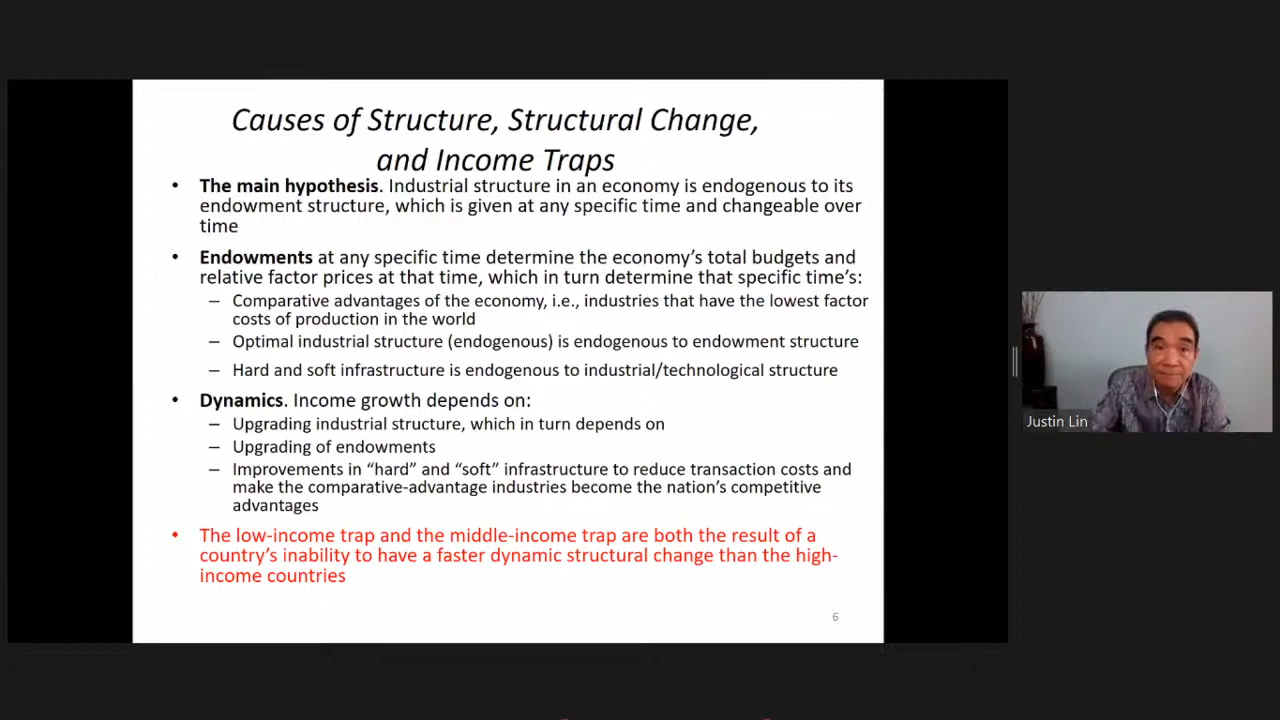 Causes of Structure, Structural Change,
and Income Traps
• The main hypothesis. Industrial structure in an economy is endogenous to its
endowment structure, which is given at any specific time and changeable over
time
• Endowments at any specific time determine the economy's total budgets and
relative factor prices at that time, which in turn determine that specific time's:
– Comparative advantages of the economy, i.e., industries that have the lowest factor
costs of production in the world
– Optimal industrial structure (endogenous) is endogenous to endowment structure
– Hard and soft infrastructure is endogenous to industrial/technological structure
• Dynamics. Income growth depends on:
– Upgrading industrial structure, which in turn depends on
– Upgrading of endowments
– Improvements in “hard” and “soft” infrastructure to reduce transaction costs and
make the comparative-advantage industries become the nation's competitive
advantages
• The low-income trap and the middle-income trap are both the result of a
country's inability to have a faster dynamic structural change than the high-
income countries
6
Justin Lin